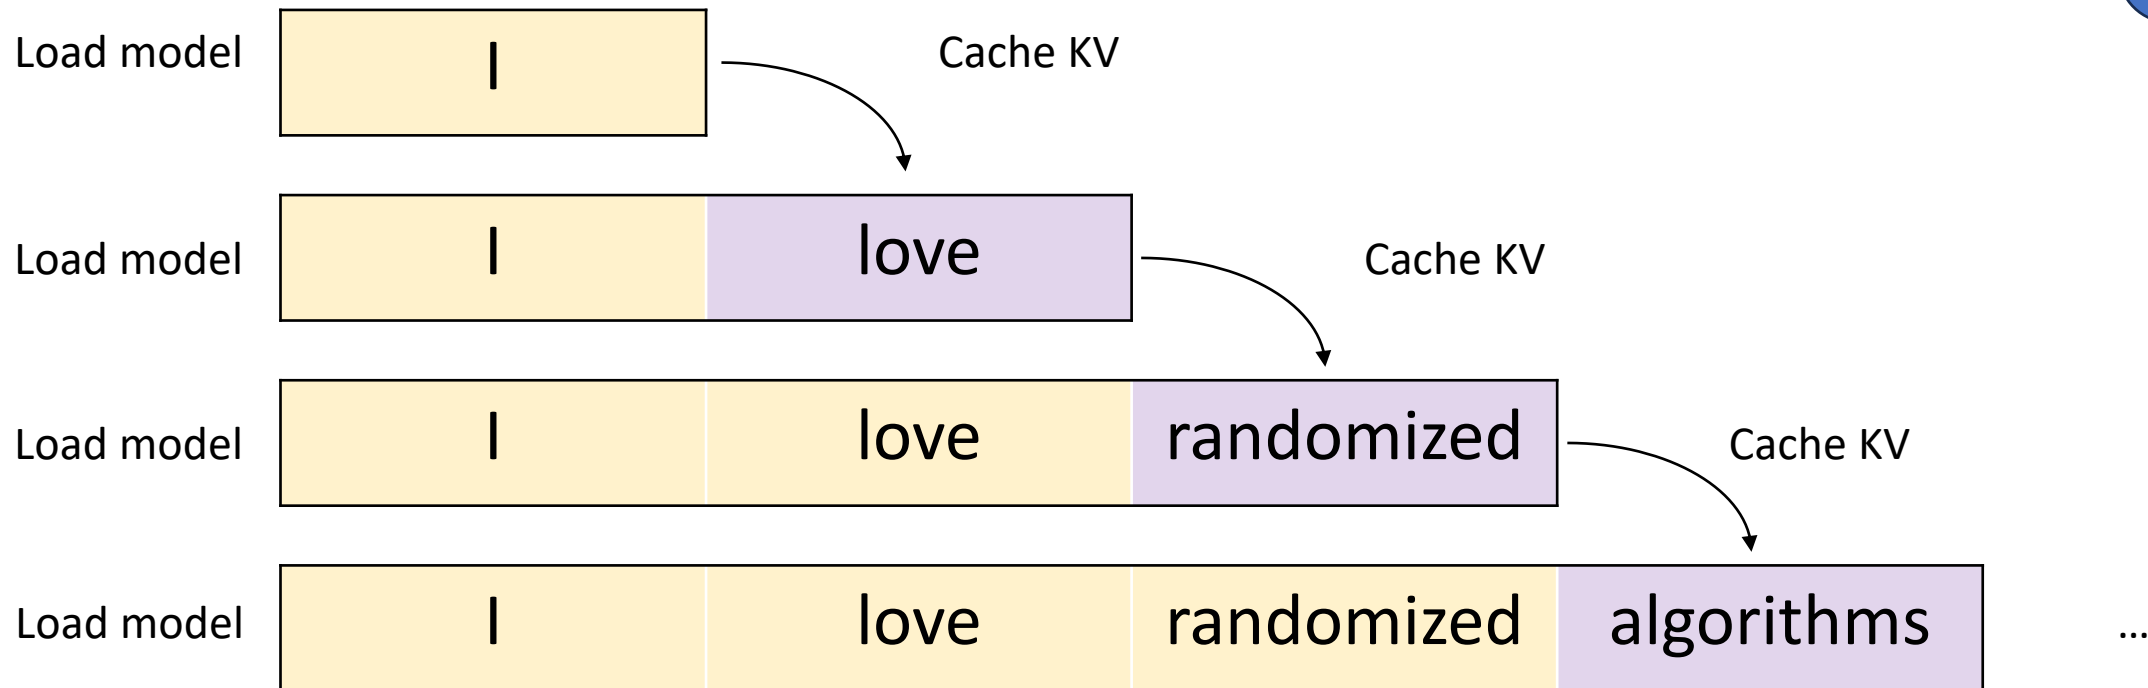 Load model I Cache KV
Load model I love Cache KV
Load model I love randomized Cache KV
Load model I love randomized algorithms ...